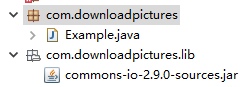 com.downloadpictures
Example.java
com.downloadpictures.lib
commons-io-2.9.0-sources.jar